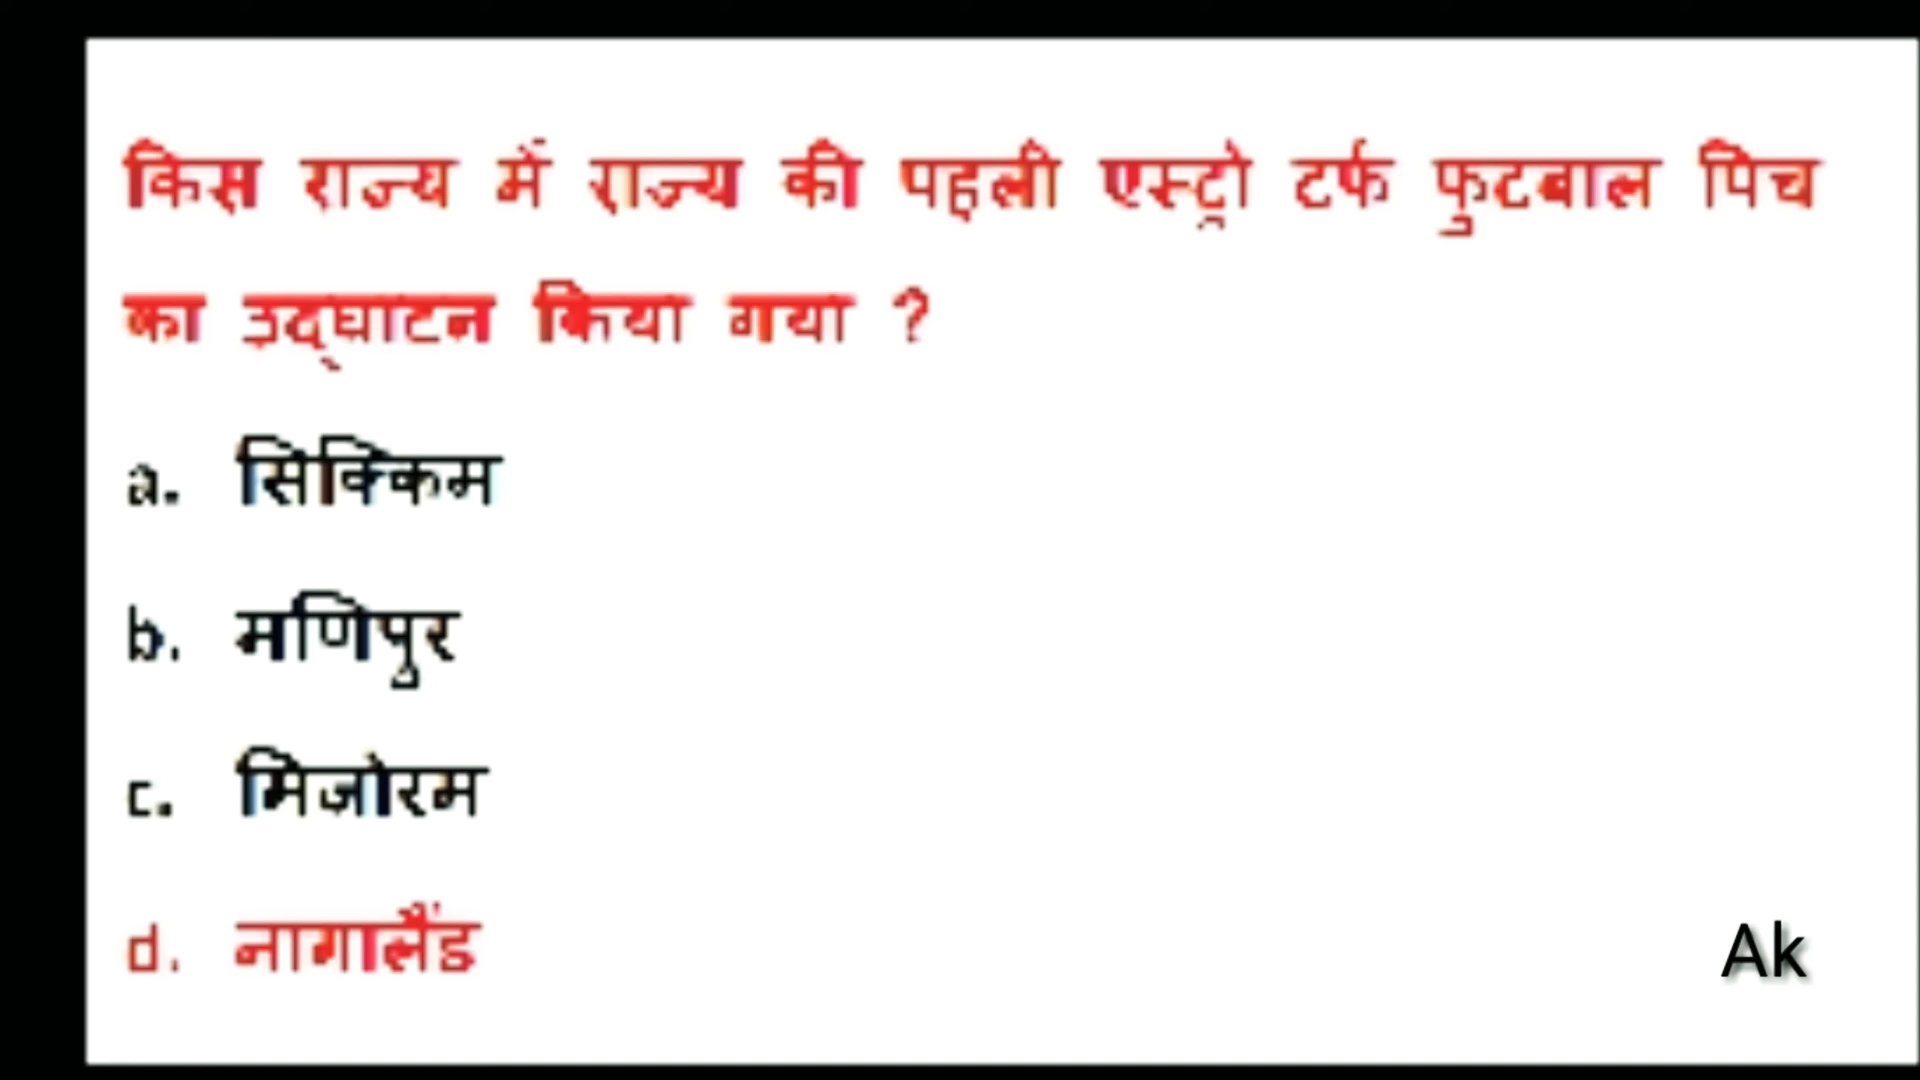 किस राज्य में राज्य की पहली एस्ट्रो टर्फ फुटबाल पिच
का उद्घाटन किया गया ?
a. सिक्किम
b. मणिपुर
c. मिजोरम
d. नागालैंड
Ak